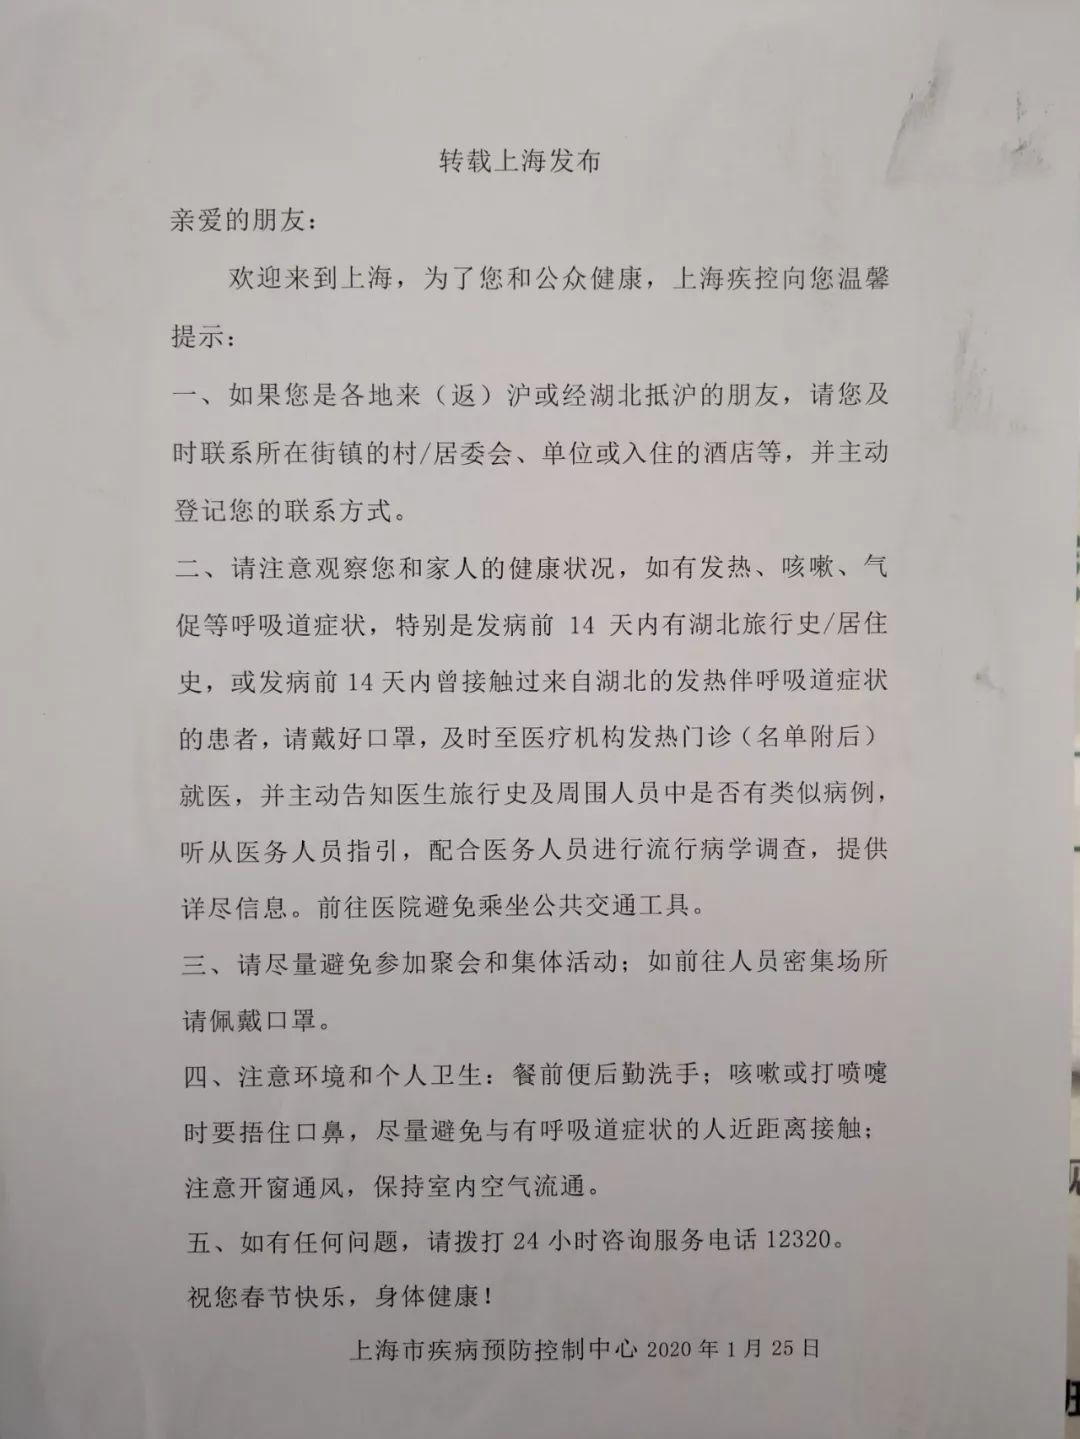 转载上海发布
亲爱的朋友：
欢迎来到上海，为了您和公众健康，上海疾控向您温馨
提示：
一、如果您是各地来（返）沪或经湖北抵沪的朋友，请您及
时联系所在街镇的村/居委会、单位或入住的酒店等，并主动
登记您的联系方式。
二、请注意观察您和家人的健康状况，如有发热、咳嗽、气
促等呼吸道症状，特别是发病前 14 天内有湖北旅行史/居住
史，或发病前 14 天内曾接触过来自湖北的发热伴呼吸道症状
的患者，请戴好口罩，及时至医疗机构发热门诊（名单附后）
就医，并主动告知医生旅行史及周围人员中是否有类似病例，
听从医务人员指引，配合医务人员进行流行病学调查，提供
详尽信息。前往医院避免乘坐公共交通工具。
三、请尽量避免参加聚会和集体活动；如前往人员密集场所
请佩戴口罩。
四、注意环境和个人卫生：餐前便后勤洗手；咳嗽或打喷嚏
时要捂住口鼻，尽量避免与有呼吸道症状的人近距离接触；
注意开窗通风，保持室内空气流通。
五、如有任何问题，请拨打 24 小时咨询服务电话 12320。
祝您春节快乐，身体健康！
上海市疾病预防控制中心 2020 年 1 月 25 日